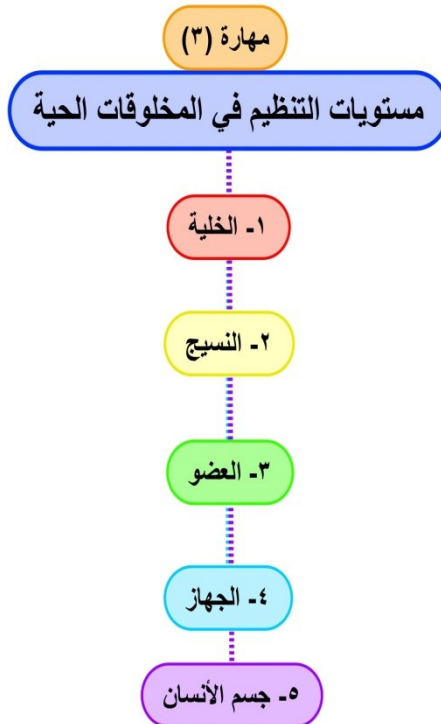 مهارة (٣)
مستويات التنظيم في المخلوقات الحية
١- الخلية
٢- النسيج
٣- العضو
٤- الجهاز
٥- جسم الأنسان